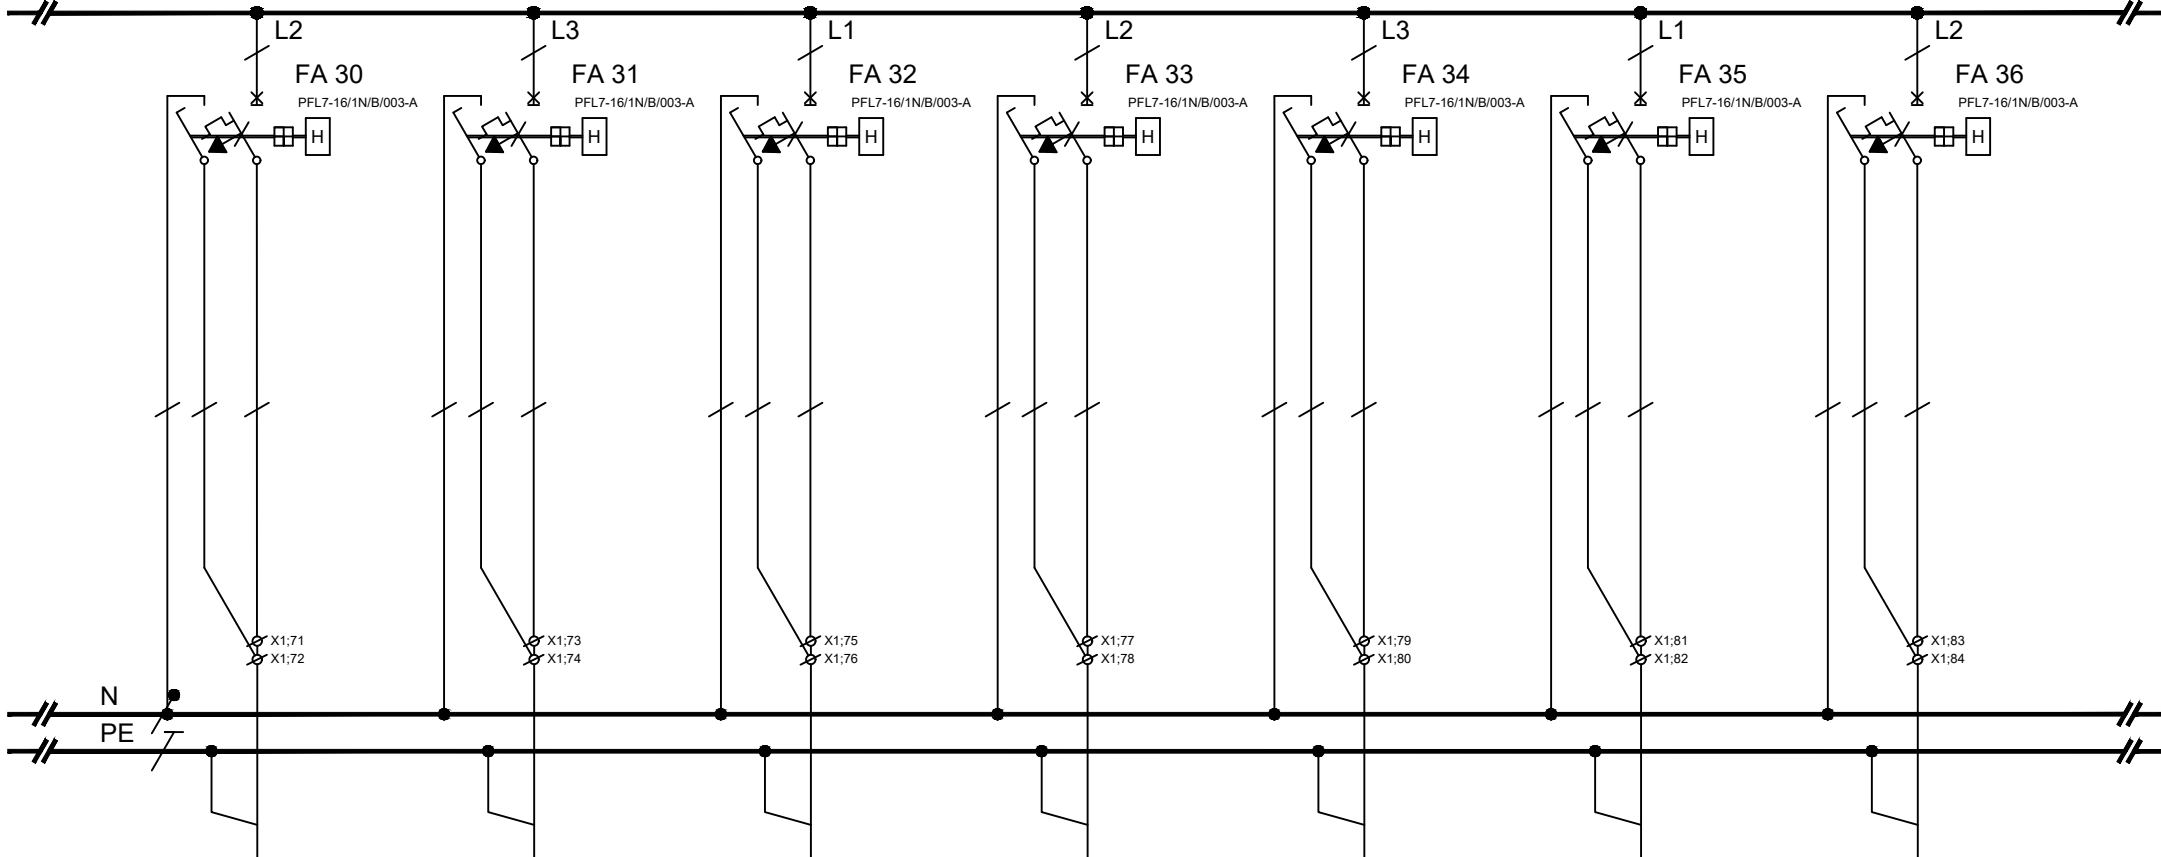 L2 L3 L1 L2 L3 L1 L2
FA 30 FA 31 FA 32 FA 33 FA 34 FA 35 FA 36
PFL7-16/1N/B/003-A PFL7-16/1N/B/003-A PFL7-16/1N/B/003-A PFL7-16/1N/B/003-A PFL7-16/1N/B/003-A PFL7-16/1N/B/003-A PFL7-16/1N/B/003-A
H H H H H H H
X1;71 X1;73 X1;75 X1;77 X1;79 X1;81 X1;83
X1;72 X1;74 X1;76 X1;78 X1;80 X1;82 X1;84
N
PE